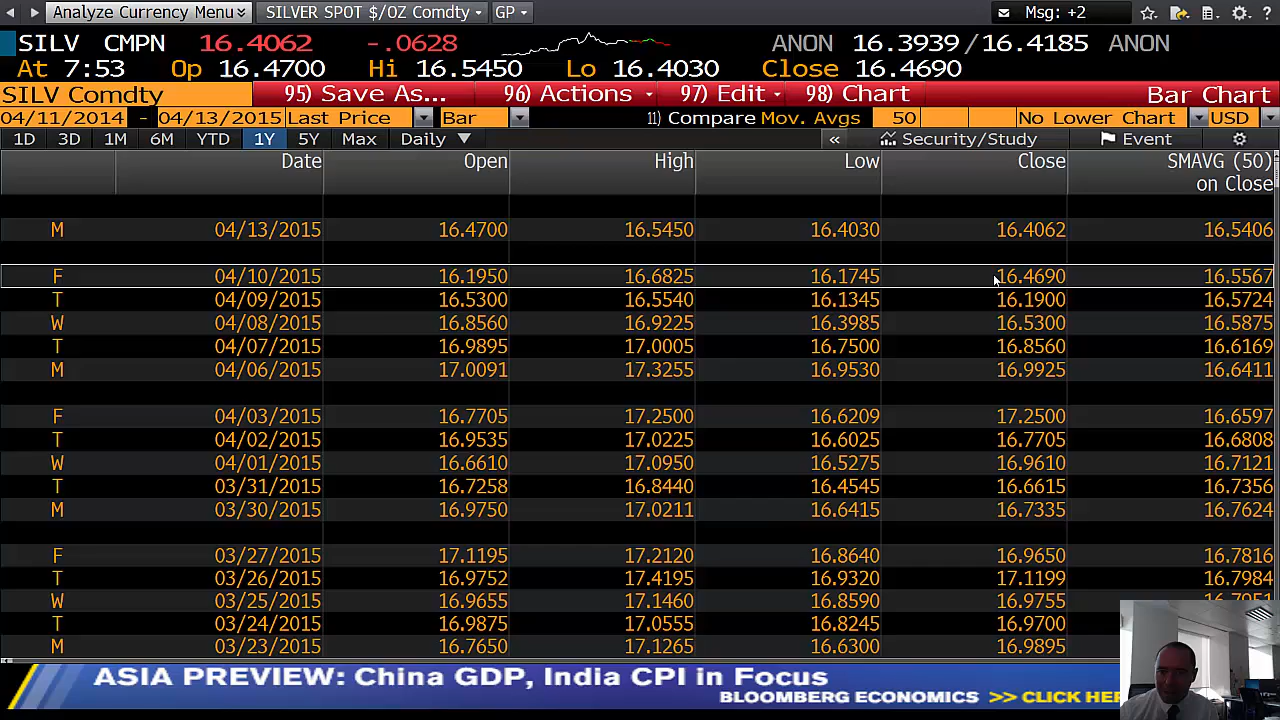 Analyze Currency Menu SILVER SPOT $/OZ Comdty GP Msg: +2
SILV CMPN 16.4062 -.0628 ANON 16.3939/16.4185 ANON
At 7:53 Op 16.4700 Hi 16.5450 Lo 16.4030 Close 16.4690
SILV Comdty 95) Save As... 96) Actions 97) Edit 98) Chart Bar Chart
04/11/2014 - 04/13/2015 Last Price Bar 11) Compare Mov. Avgs 50 No Lower Chart USD
1D 3D 1M 6M YTD 1Y 5Y Max Daily ▼ « Security/Study Event
Date Open High Low Close SMAVG (50)
on Close
M 04/13/2015 16.4700 16.5450 16.4030 16.4062 16.5406
F 04/10/2015 16.1950 16.6825 16.1745 16.4690 16.5567
T 04/09/2015 16.5300 16.5540 16.1345 16.1900 16.5724
W 04/08/2015 16.8560 16.9225 16.3985 16.5300 16.5875
T 04/07/2015 16.9895 17.0005 16.7500 16.8560 16.6169
M 04/06/2015 17.0091 17.3255 16.9530 16.9925 16.6411
F 04/03/2015 16.7705 17.2500 16.6209 17.2500 16.6597
T 04/02/2015 16.9535 17.0225 16.6025 16.7705 16.6808
W 04/01/2015 16.6610 17.0950 16.5275 16.9610 16.7121
T 03/31/2015 16.7258 16.8440 16.4545 16.6615 16.7356
M 03/30/2015 16.9750 17.0211 16.6415 16.7335 16.7624
F 03/27/2015 17.1195 17.2120 16.8640 16.9650 16.7816
T 03/26/2015 16.9752 17.4195 16.9320 17.1199 16.7984
W 03/25/2015 16.9655 17.1460 16.8590 16.9755
T 03/24/2015 16.9875 17.0555 16.8245 16.9700
M 03/23/2015 16.7650 17.1265 16.6300 16.9895
ASIA PREVIEW: China GDP, India CPI in Focus
BLOOMBERG ECONOMICS >> CLICK HER